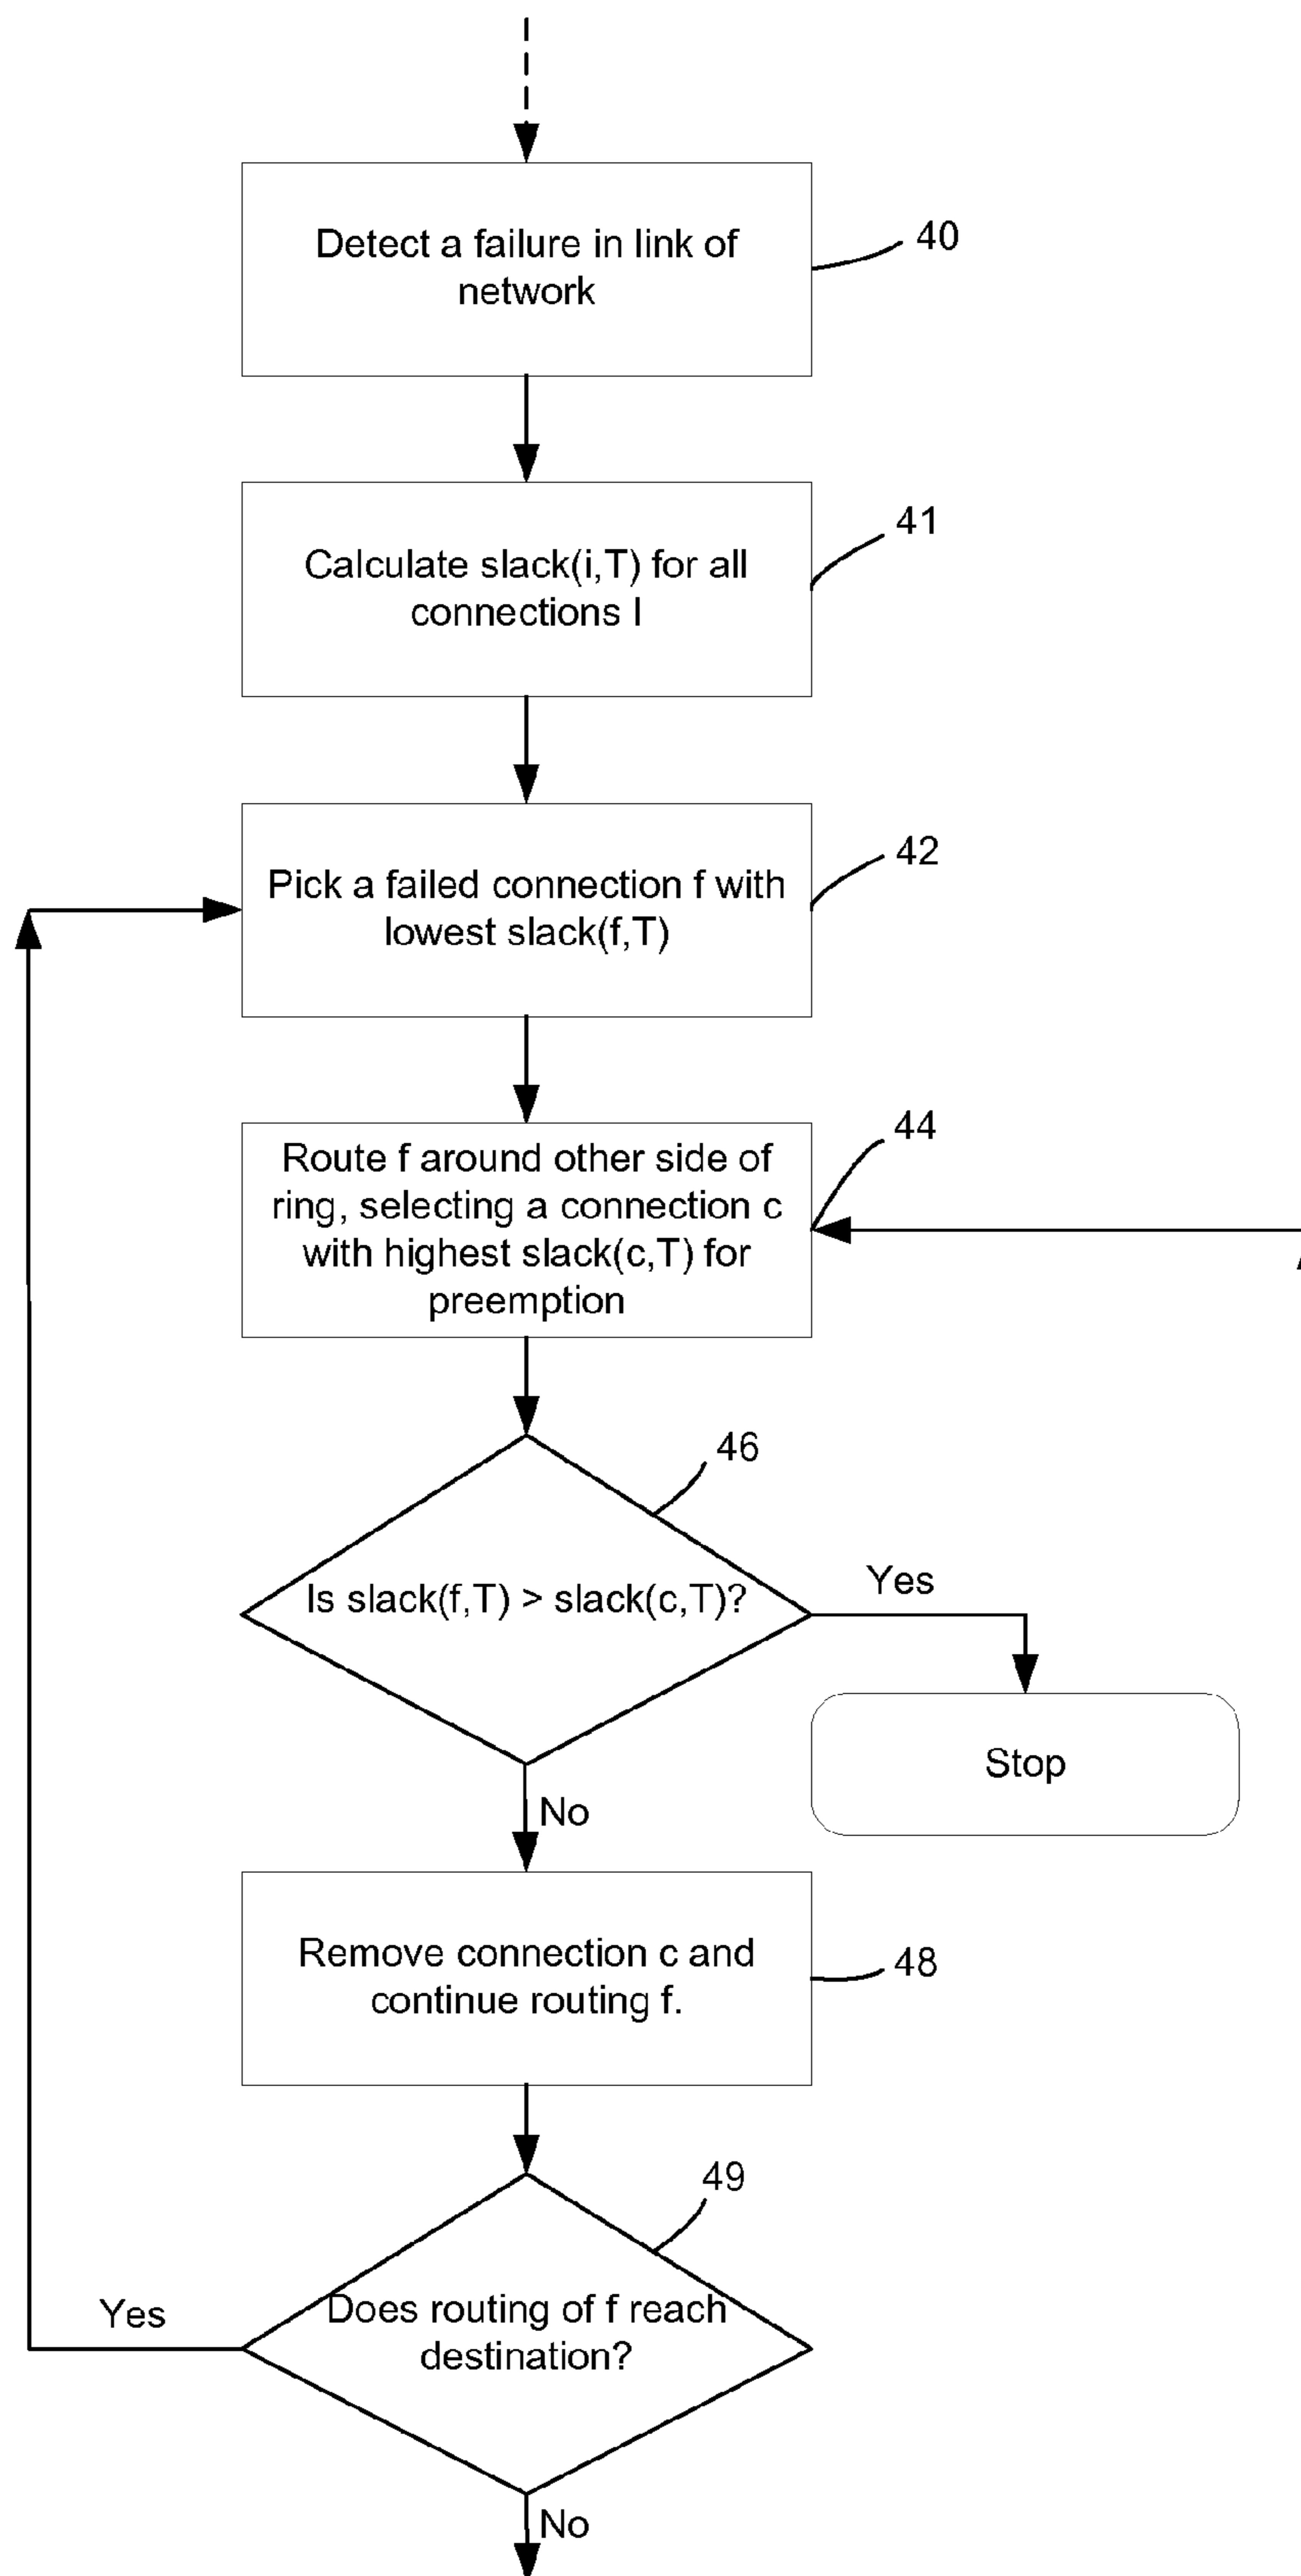 Detect a failure in link of
network
40
Calculate slack(i,T) for all
connections I
41
Pick a failed connection f with
lowest slack(f,T)
42
Route f around other side of
ring, selecting a connection c
with highest slack(c,T) for
preemption
44
Is slack(f,T) > slack(c,T)?
46
Yes
Stop
No
Remove connection c and
continue routing f.
48
Does routing of f reach
destination?
49
Yes
No